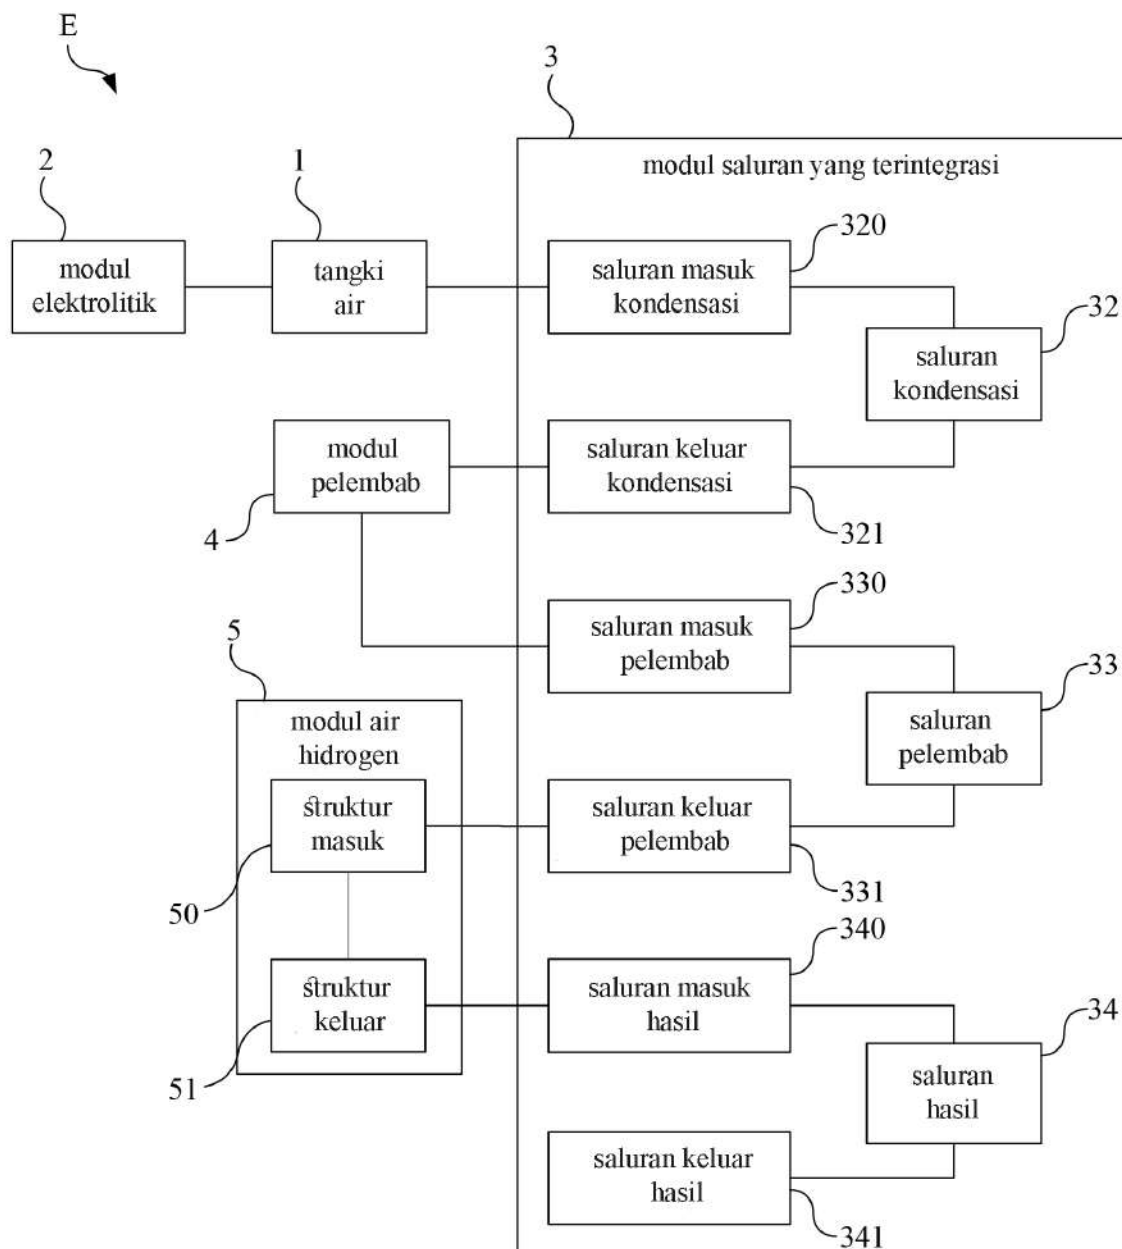 E
3
modul saluran yang terintegrasi
2
1
320
modul
elektrolitik
tangki
air
saluran masuk
kondensasi
32
saluran
kondensasi
modul
pelembab
saluran keluar
kondensasi
4
321
330
saluran masuk
pelembab
5
33
modul air
hidrogen
saluran
pelembab
struktur
masuk
saluran keluar
pelembab
50
331
340
struktur
keluar
saluran masuk
hasil
34
51
saluran
hasil
saluran keluar
hasil
341